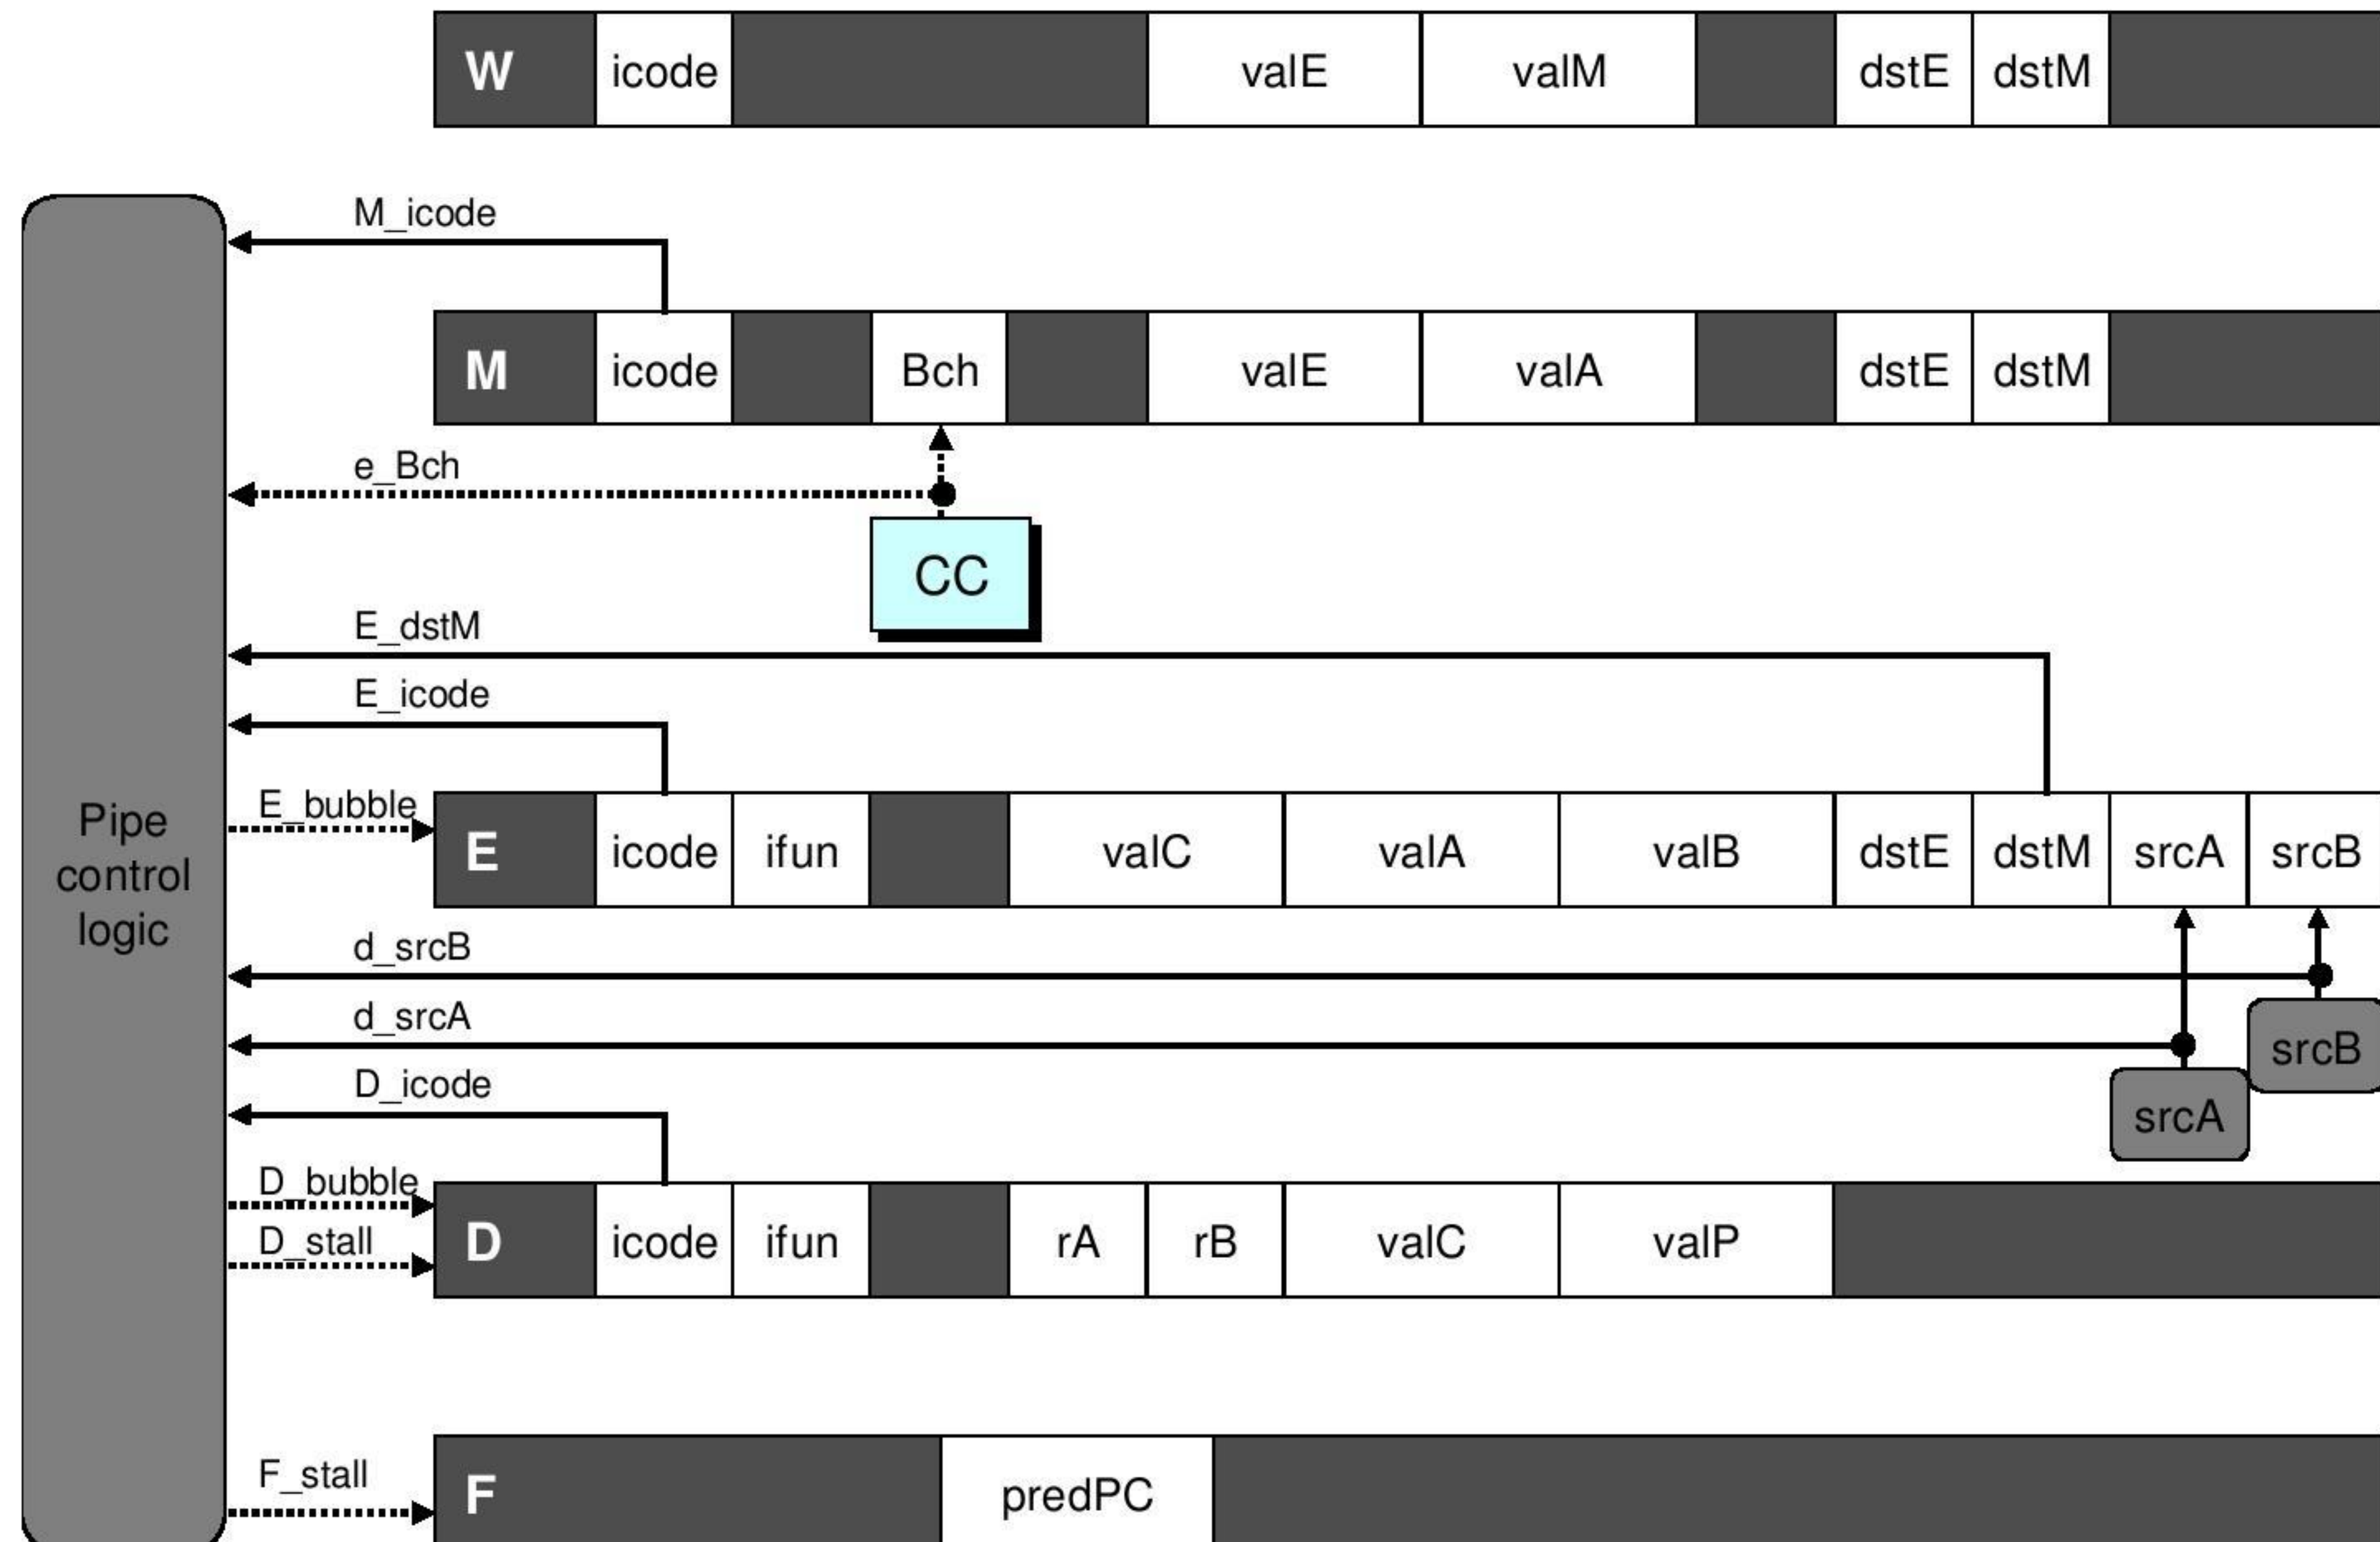 W icode valE valM dstE dstM
M_icode
M icode Bch valE valA dstE dstM
e_Bch
CC
E_dstM
E_icode
E_bubble
E icode ifun valC valA valB dstE dstM srcA srcB
Pipe
control
logic
d_srcB
d_srcA
srcB
D_icode
srcA
D_bubble
D_stall
D icode ifun rA rB valC valP
F_stall
F predPC